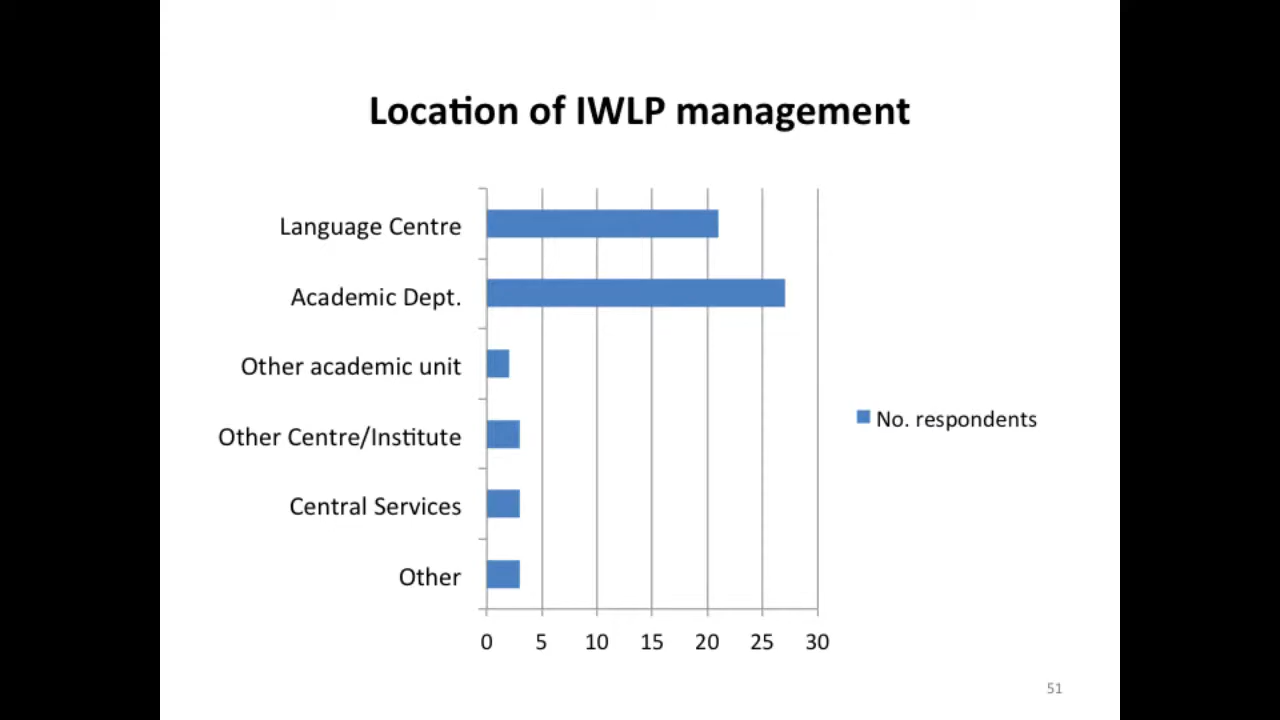 Location of IWLP management
Language Centre
Academic Dept.
Other academic unit
Other Centre/Institute
Central Services
Other
No. respondents
0 5 10 15 20 25 30
51